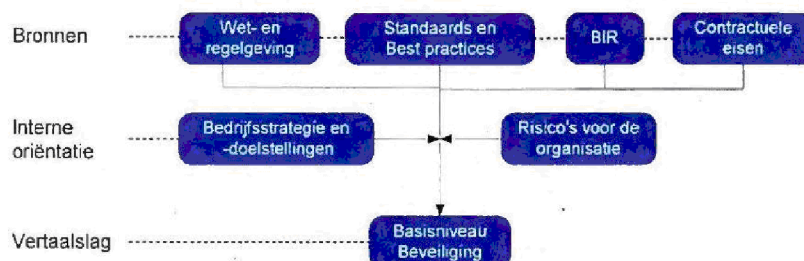 Bronnen
Wet- en
regelgeving
Standaards en
Best practices
BIR
Contractuele
eisen
Interne
oriëntatie
Bedrijfsstrategie en
-doelstellingen
Risico's voor de
organisatie
Vertaalslag
Basisniveau
Beveiliging